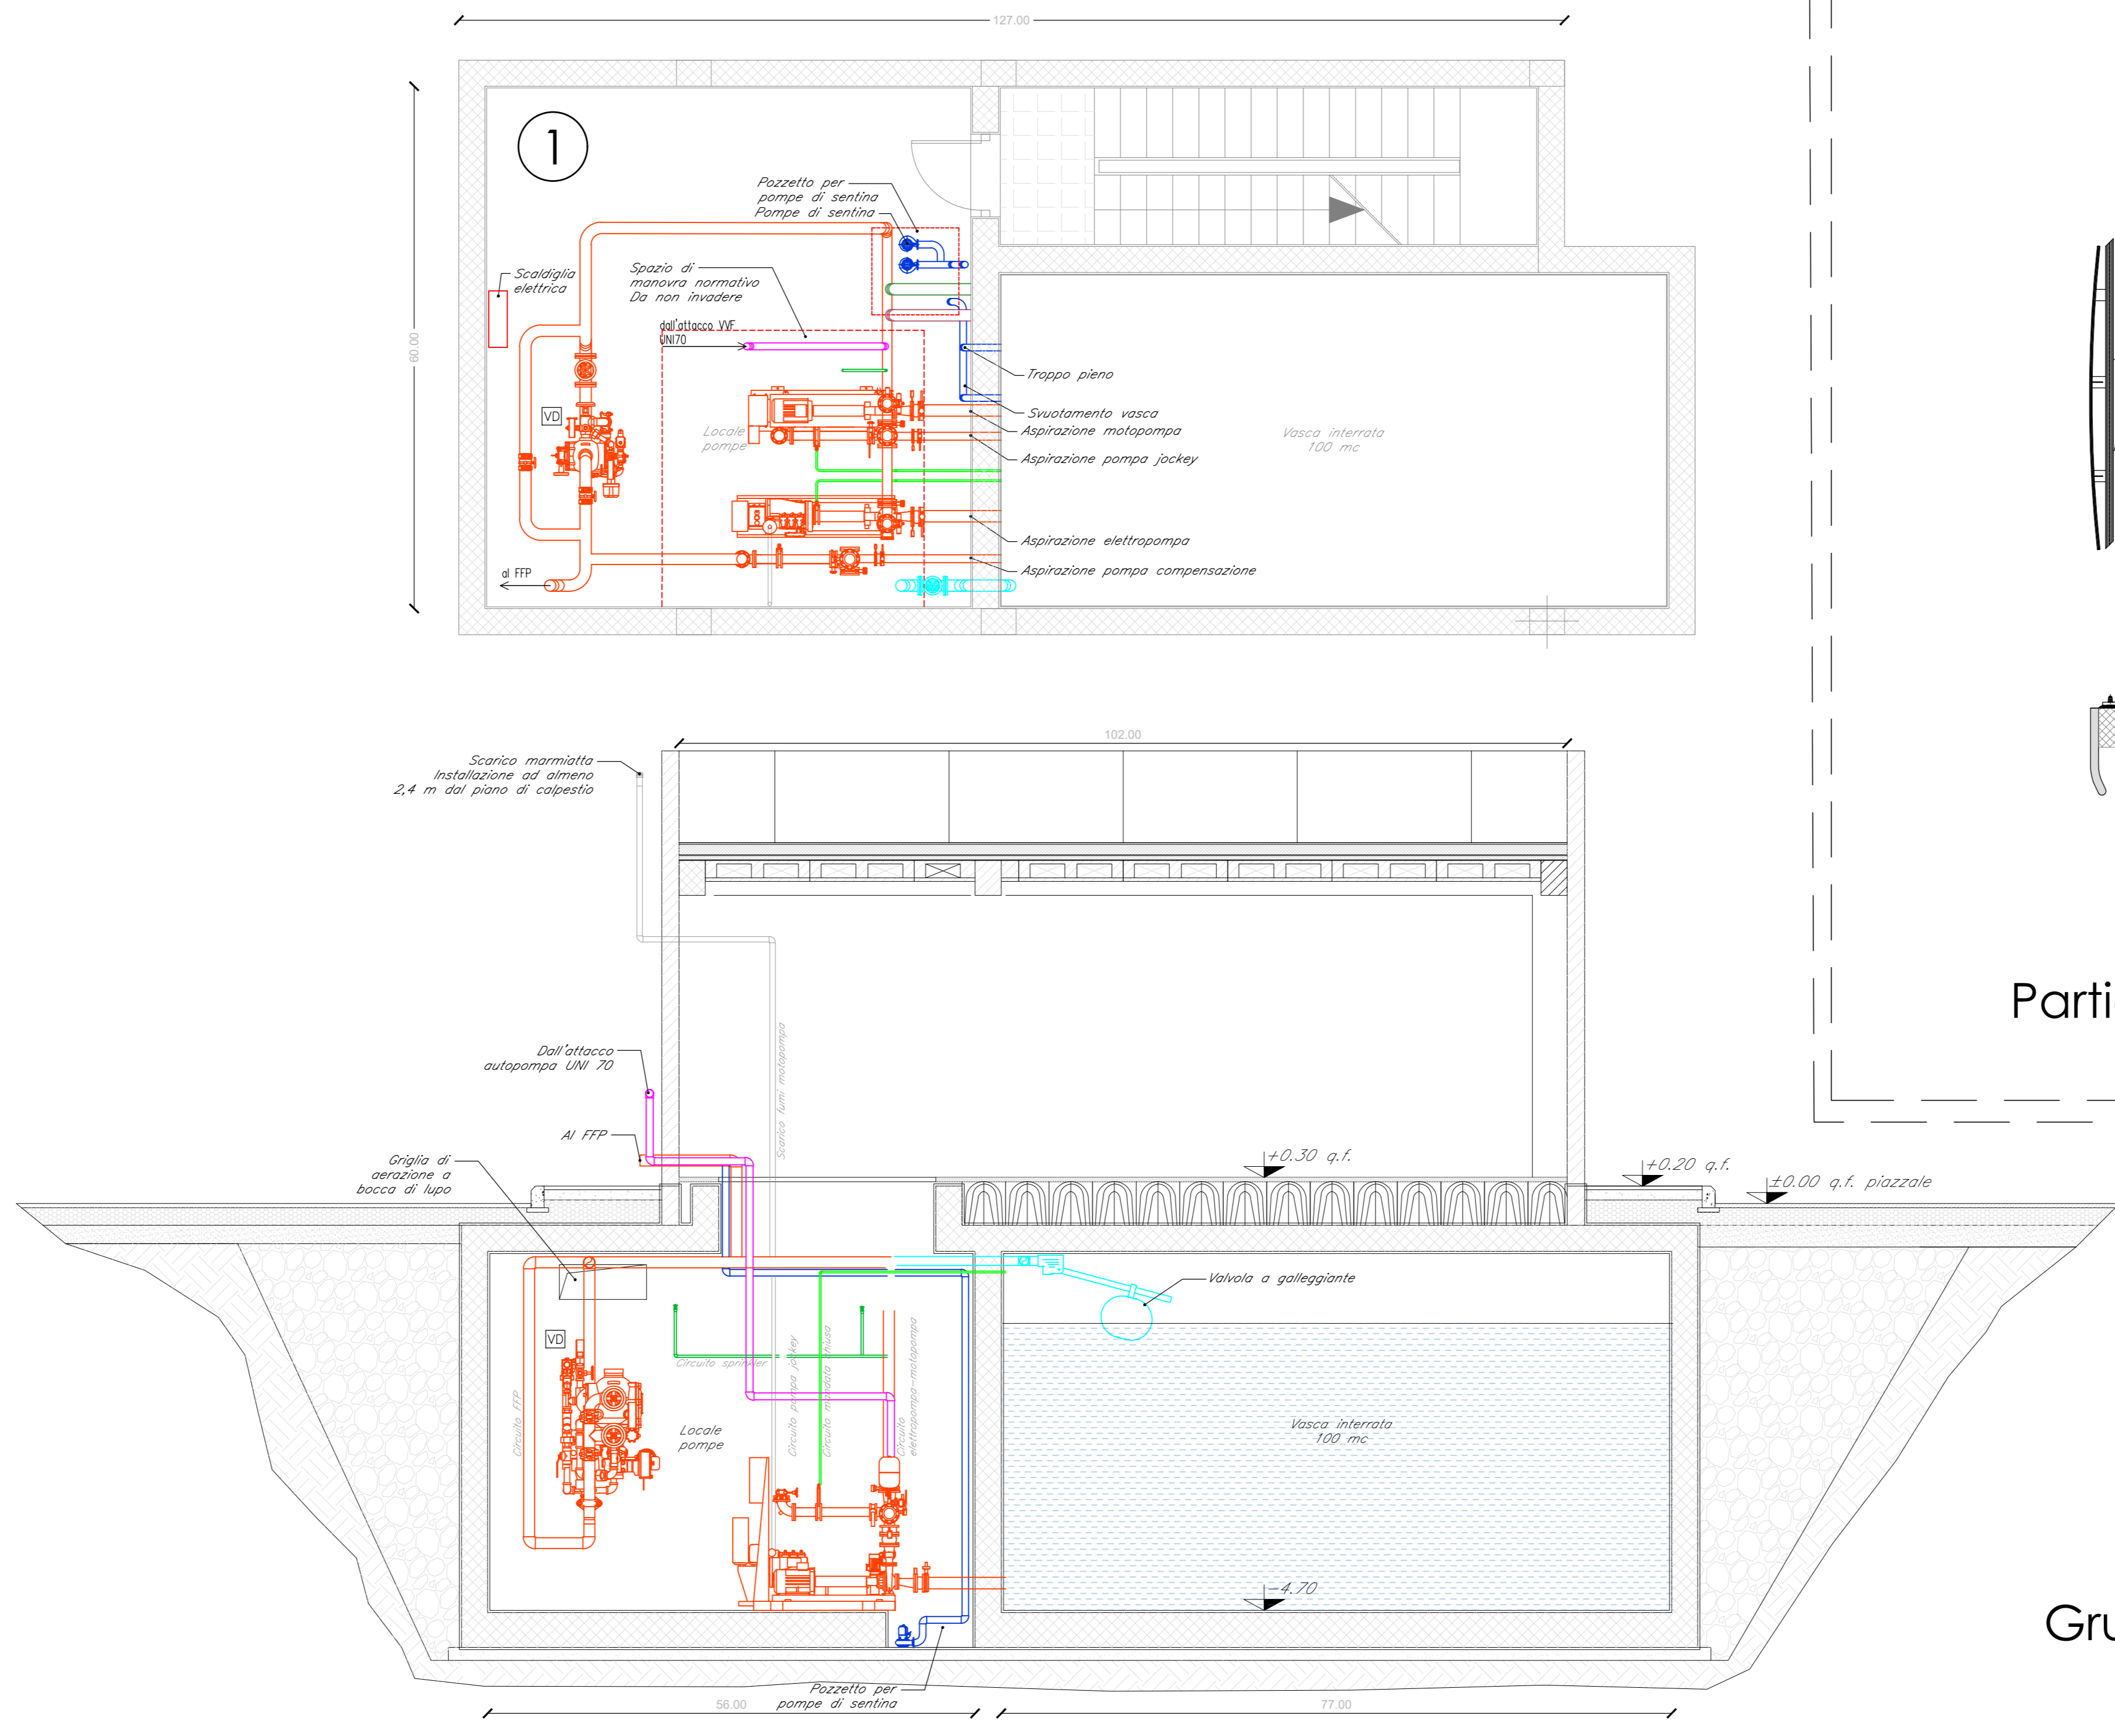 127.00
1
60.00
Pozzetto per
pompe di sentina
Pompe di sentina
Scaldiglia
elettrica
Spazio di
manovra normativo
Da non invadere
dall'attacco VVF
UNI70
VD
Locale
pompe
Troppo pieno
Svuotamento vasca
Aspirazione motopompa
Aspirazione pompa jockey
Vasca interrata
100 mc
Aspirazione elettropompa
Aspirazione pompa compensazione
al FFP
102.00
Scarico marmiatta
Installazione ad almeno
2,4 m dal piano di calpestio
Parti
Scarico fumi motopompa
Dall'attacco
autopompa UNI 70
Al FFP
Griglia di
aerazione a
bocca di lupo
+0.30 q.f.
+0.20 q.f.
±0.00 q.f. piazzale
Valvola a galleggiante
VD
Circuito sprinkler
Circuito FFP
Circuito pompa jockey
Circuito mandata chiusa
Circuito
elettropompa-motopompa
Locale
pompe
Vasca interrata
100 mc
-4.70
Gru
Pozzetto per
pompe di sentina
56.00
77.00